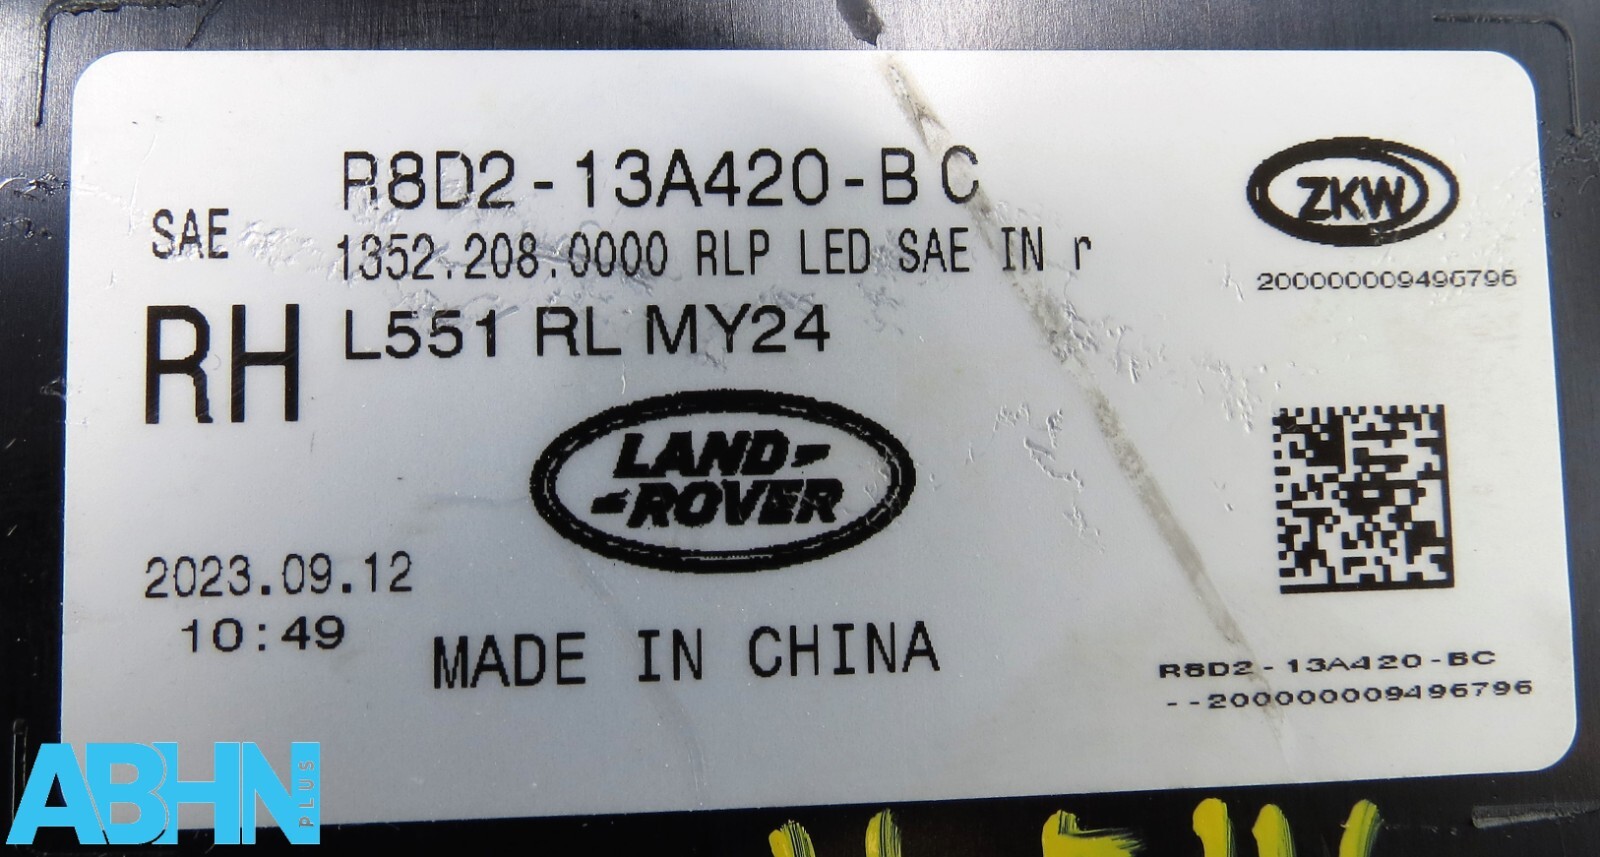 R8D2-13A420-BC
SAE
1352.208.0000 RLP LED SAE IN r
RH
L551 RL MY24
ZKW
200000009496796
LAND
ROVER
2023.09.12
10:49
MADE IN CHINA
R8D2-13A420-BC
--200000009496796
ABHN
PLUS